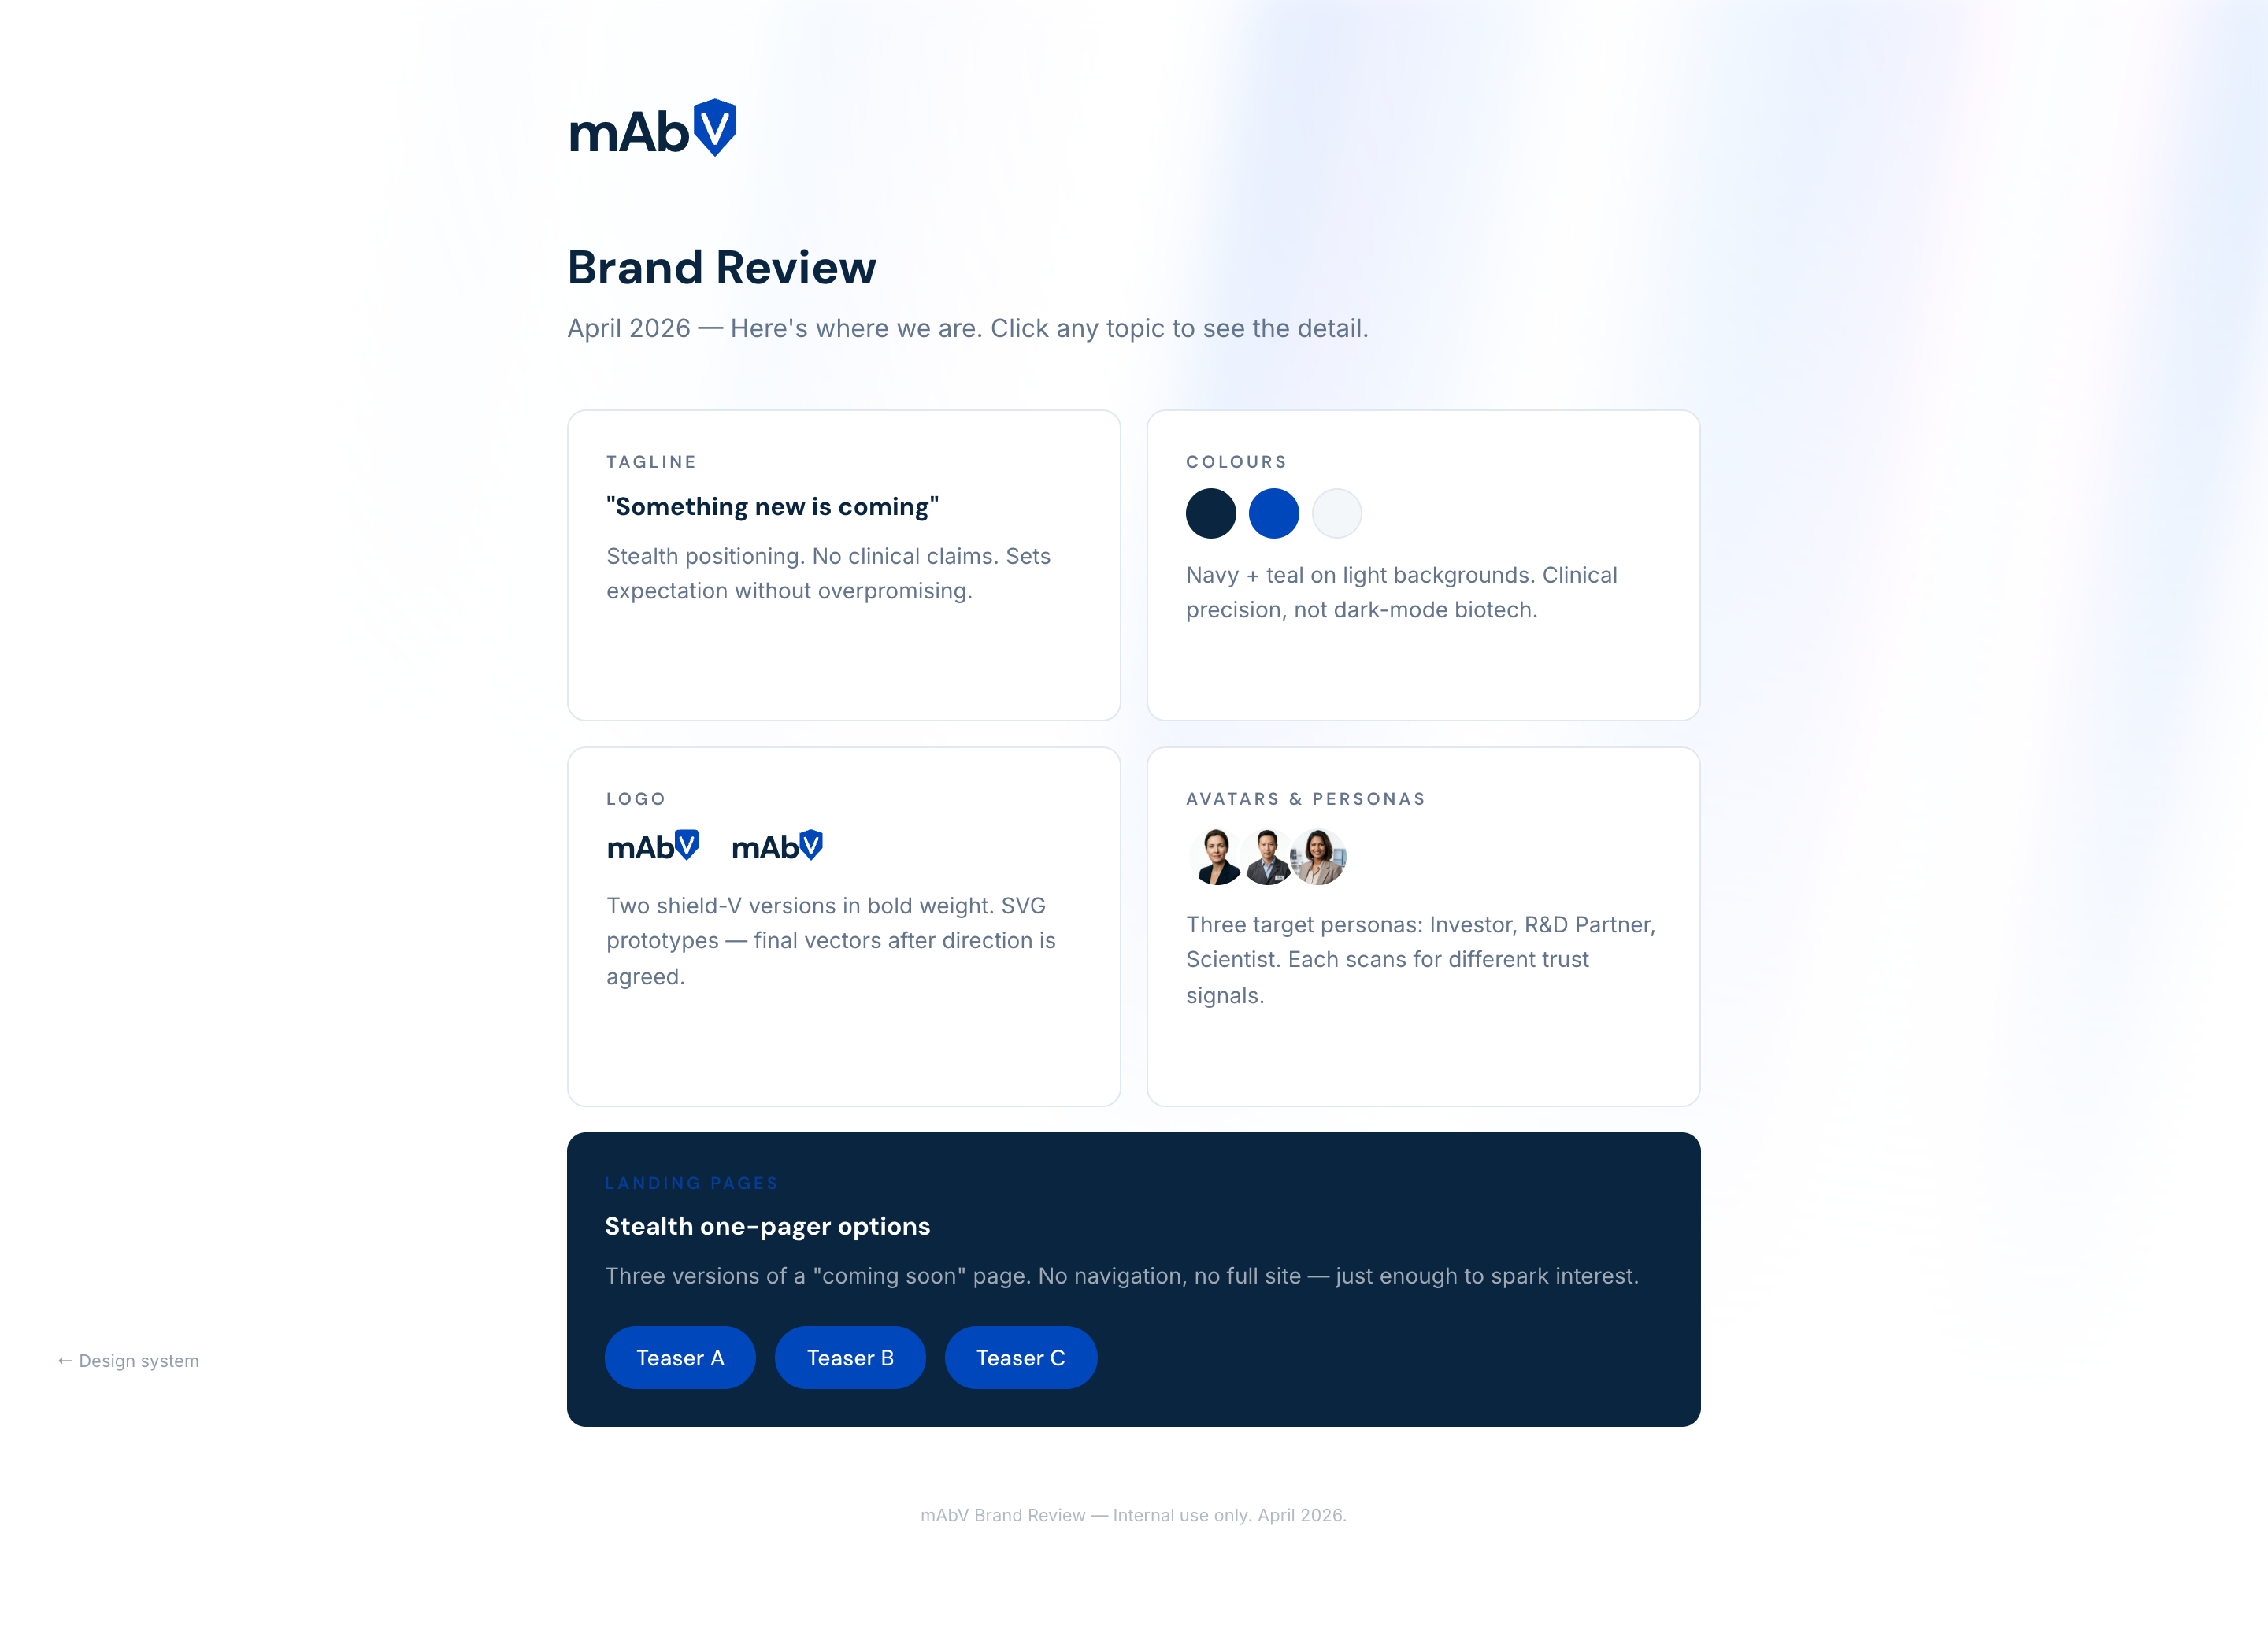 mAbV
Brand Review
April 2026 — Here's where we are. Click any topic to see the detail.
TAGLINE
"Something new is coming"
Stealth positioning. No clinical claims. Sets
expectation without overpromising.
COLOURS
Navy + teal on light backgrounds. Clinical
precision, not dark-mode biotech.
LOGO
mAbV mAbV
Two shield-V versions in bold weight. SVG
prototypes — final vectors after direction is
agreed.
AVATARS & PERSONAS
Three target personas: Investor, R&D Partner,
Scientist. Each scans for different trust
signals.
LANDING PAGES
Stealth one-pager options
Three versions of a "coming soon" page. No navigation, no full site — just enough to spark interest.
Teaser A Teaser B Teaser C
← Design system
mAbV Brand Review — Internal use only. April 2026.